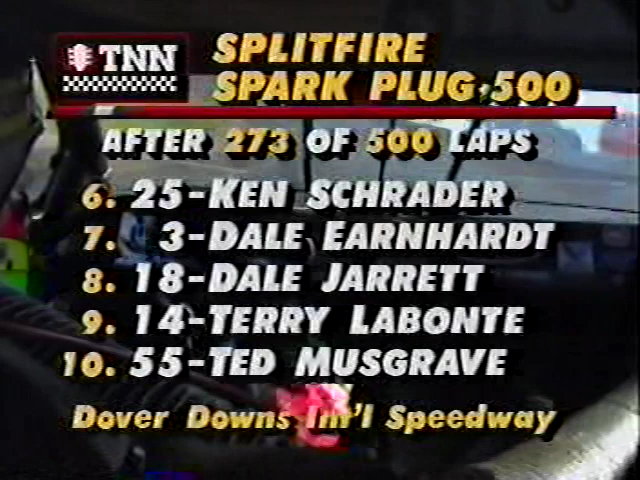 TNN
SPLITFIRE
SPARK PLUG 500
AFTER 273 OF 500 LAPS
6. 25-KEN SCHRADER
7. 3-DALE EARNHARDT
8. 18-DALE JARRETT
9. 14-TERRY LABONTE
10. 55-TED MUSGRAVE
Dover Downs Int'l Speedway